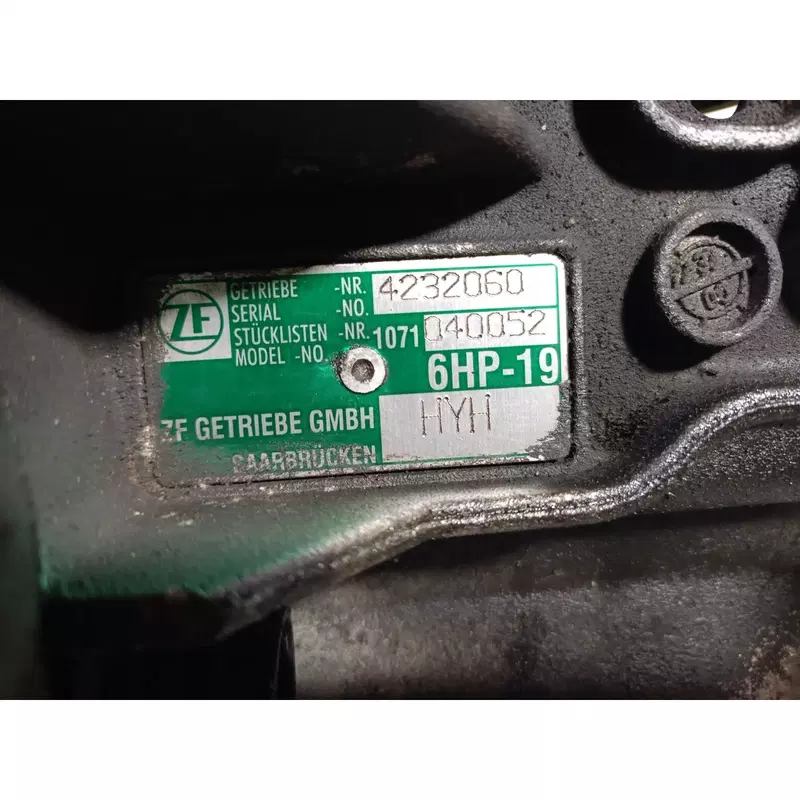 ZF
GETRIEBE -NR. 4232060
SERIAL -NO.
STÜCKLISTEN -NR. 1071 040052
MODEL -NO.
6HP-19
ZF GETRIEBE GMBH HYH
SAARBRÜCKEN